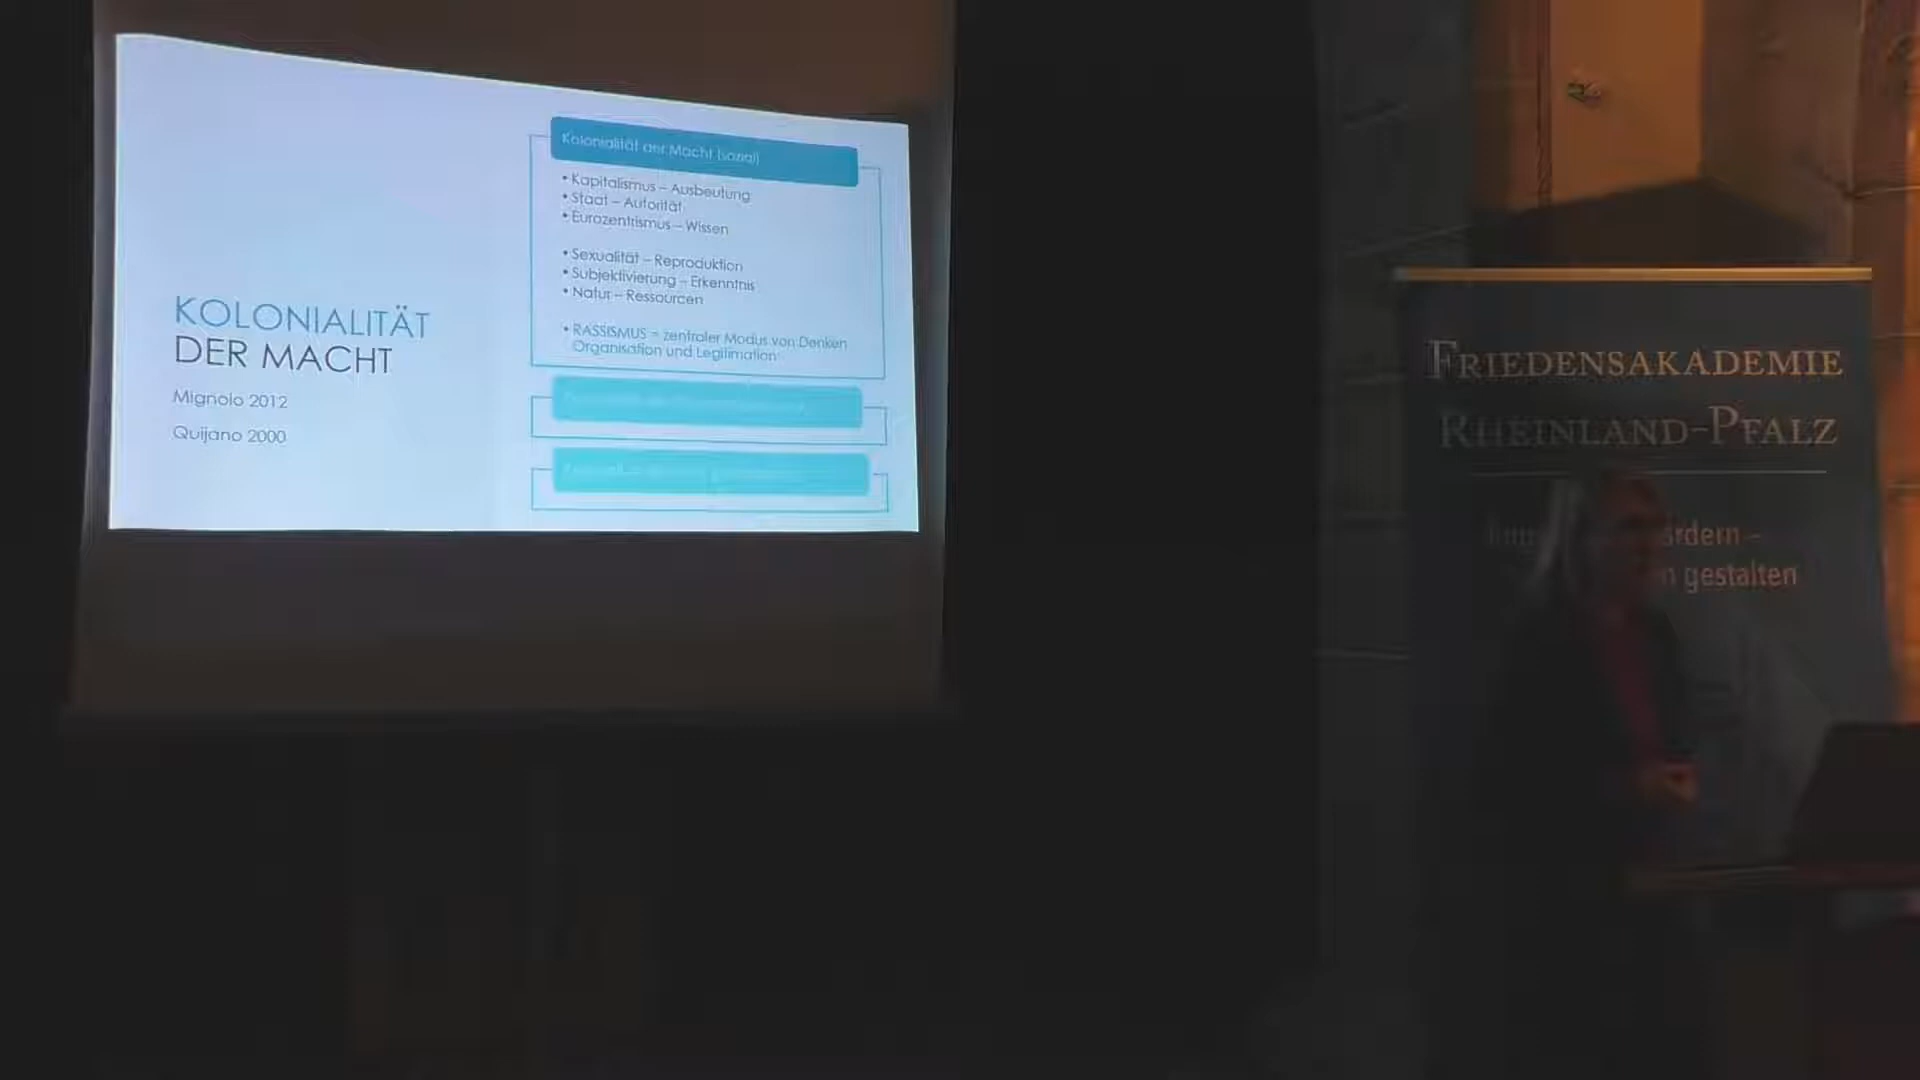 KOLONIALITÄT
DER MACHT
Mignolo 2012
Quijano 2000
Kolonialität der Macht (sozial)
• Kapitalismus – Ausbeutung
• Staat – Autorität
• Eurozentrismus – Wissen
• Sexualität – Reproduktion
• Subjektivierung – Erkenntnis
• Natur – Ressourcen
• RASSISMUS = zentraler Modus von Denken
Organisation und Legitimation
FRIEDENSAKADEMIE
RHEINLAND-PFALZ
gestalten